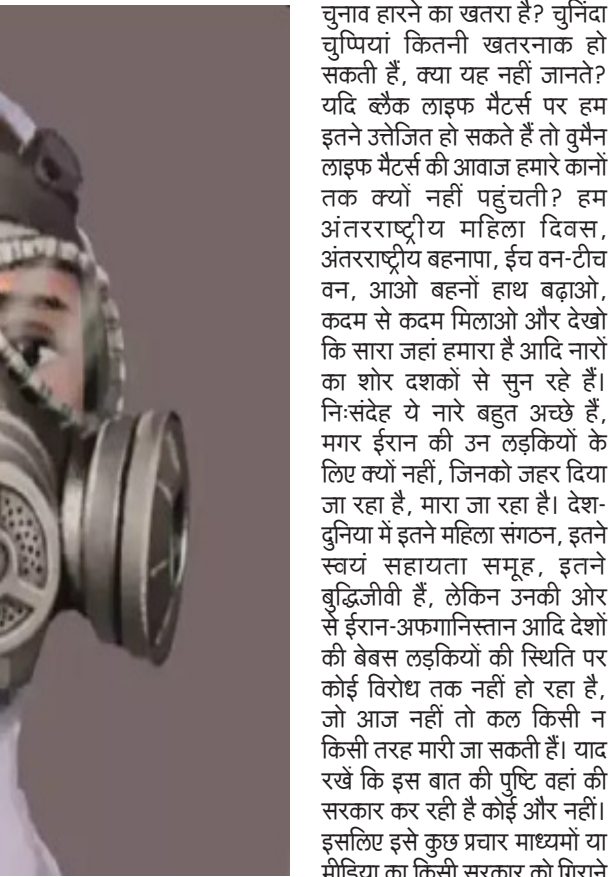 चुनाव हारने का खतरा है? चुनिंदा
चुप्पियां कितनी खतरनाक हो
सकती हैं, क्या यह नहीं जानते?
यदि ब्लैक लाइफ मैटर्स पर हम
इतने उत्तेजित हो सकते हैं तो वुमैन
लाइफ मैटर्स की आवाज हमारे कानों
तक क्यों नहीं पहुंचती? हम
अंतरराष्ट्रीय महिला दिवस,
अंतरराष्ट्रीय बहनापा, ईच वन-टीच
वन, आओ बहनों हाथ बढ़ाओ,
कदम से कदम मिलाओ और देखो
कि सारा जहां हमारा है आदि नारों
का शोर दशकों से सुन रहे हैं।
निःसंदेह ये नारे बहुत अच्छे हैं,
मगर ईरान की उन लड़कियों के
लिए क्यों नहीं, जिनको जहर दिया
जा रहा है, मारा जा रहा है। देश-
दुनिया में इतने महिला संगठन, इतने
स्वयं सहायता समूह, इतने
बुद्धिजीवी हैं, लेकिन उनकी ओर
से ईरान-अफगानिस्तान आदि देशों
की बेबस लड़कियों की स्थिति पर
कोई विरोध तक नहीं हो रहा है,
जो आज नहीं तो कल किसी न
किसी तरह मारी जा सकती हैं। याद
रखें कि इस बात की पुष्टि वहां की
सरकार कर रही है कोई और नहीं।
इसलिए इसे कुछ प्रचार माध्यमों या
मीडिया का किसी सरकार को गिराने